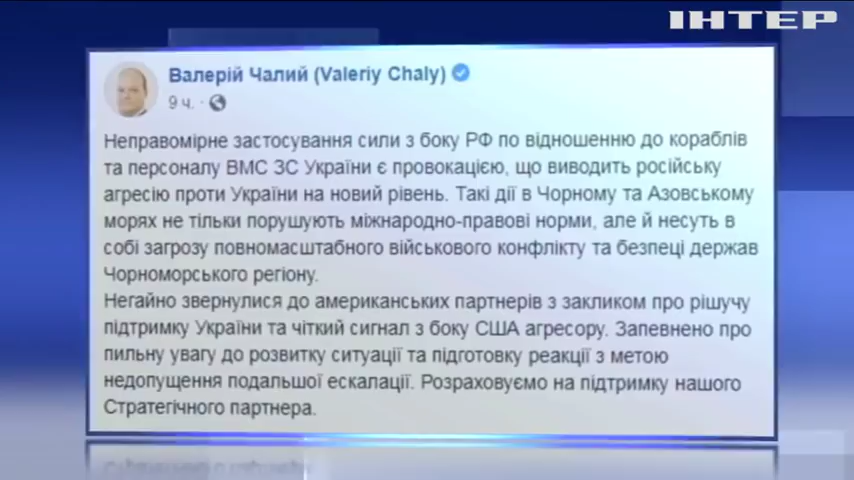 ІНТЕР
Валерій Чалий (Valeriy Chaly)
9 ч. ·
Неправомірне застосування сили з боку РФ по відношенню до кораблів
та персоналу ВМС ЗС України є провокацією, що виводить російську
агресію проти України на новий рівень. Такі дії в Чорному та Азовському
морях не тільки порушують міжнародно-правові норми, але й несуть в
собі загрозу повномасштабного військового конфлікту та безпеці держав
Чорноморського регіону.
Негайно звернулися до американських партнерів з закликом про рішучу
підтримку України та чіткий сигнал з боку США агресору. Запевнено про
пильну увагу до розвитку ситуації та підготовку реакції з метою
недопущення подальшої ескалації. Розраховуємо на підтримку нашого
Стратегічного партнера.